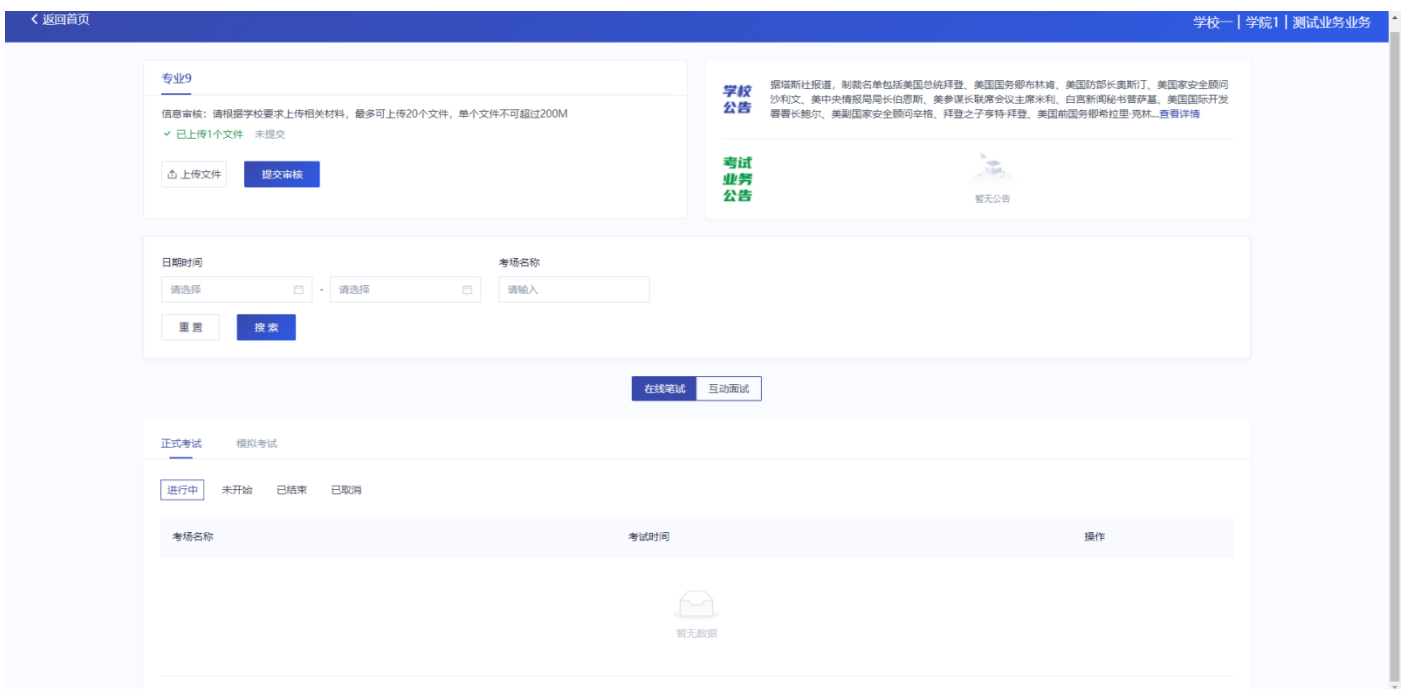 返回首页
学校一 | 学院1 | 测试业务业务
专业9
信息审核：请根据学校要求上传相关材料，最多可上传20个文件，单个文件不可超过200M
已上传1个文件 未提交
上传文件 提交审核
学校
公告
据塔斯社报道，制裁名单包括美国总统拜登、美国国务卿布林肯、美国防部长奥斯汀、美国家安全顾问
沙利文、美中央情报局局长伯恩斯、美参谋长联席会议主席米利、白宫新闻秘书普萨基、美国国际开发
署署长鲍尔、美副国家安全顾问辛格、拜登之子亨特·拜登、美国前国务卿希拉里·克林...查看详情
考试
业务
公告
暂无公告
日期时间 考场名称
请选择 - 请选择 请输入
重置 搜索
在线笔试 互动面试
正式考试 模拟考试
进行中 未开始 已结束 已取消
考场名称 考试时间 操作
暂无数据